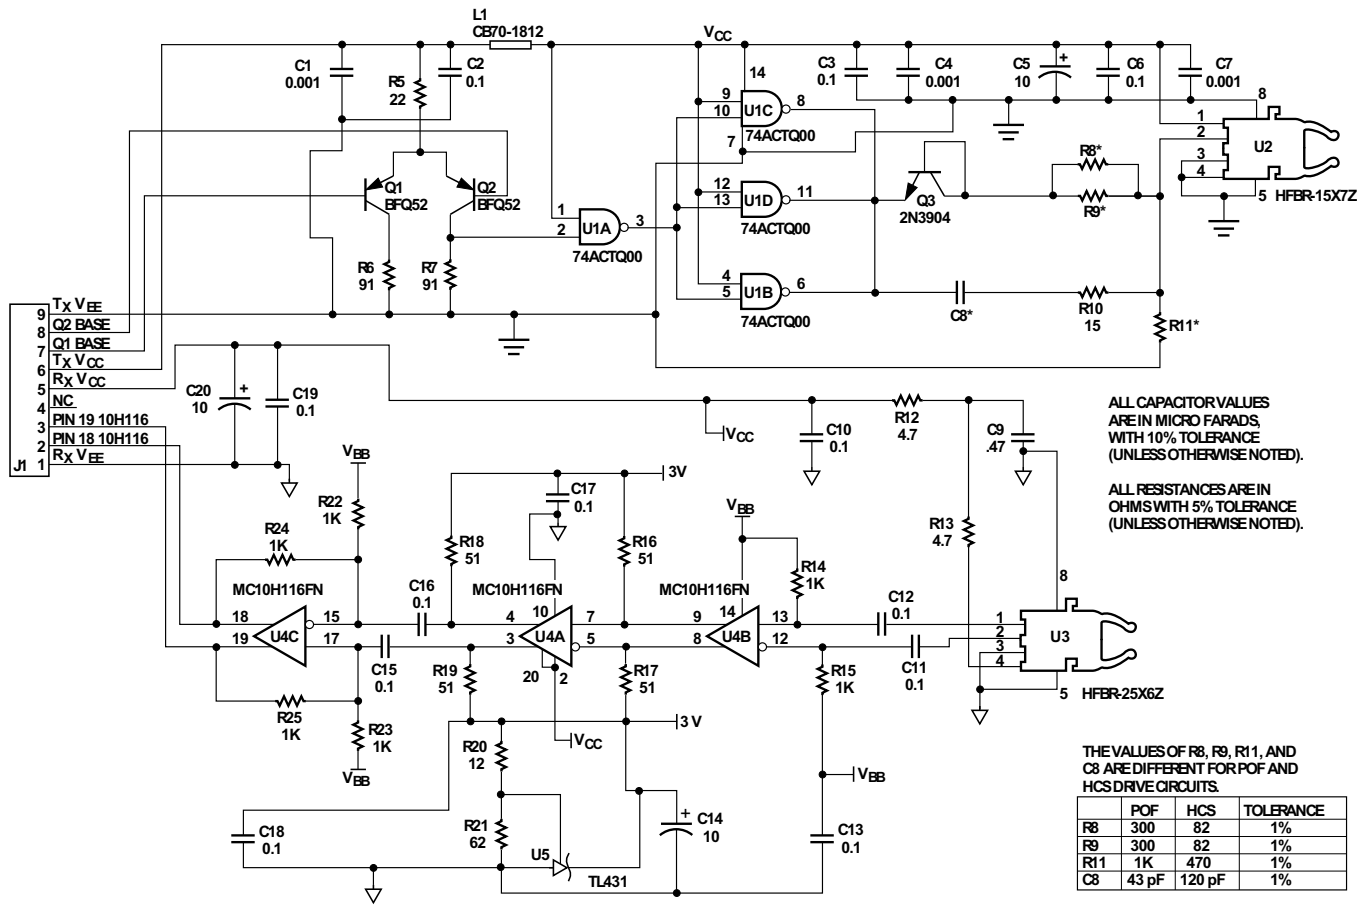 L1
CB70-1812
VCC
C1
0.001
R5
22
C2
0.1
14
9
10
U1C
8
74ACTQ00
7
C3
0.1
C4
0.001
C5
10
+
C6
0.1
C7
0.001
8
1
2
3
4
U2
5
HFBR-15X7Z
Q1
BFQ52
Q2
BFQ52
1
2
U1A
3
74ACTQ00
12
13
U1D
11
74ACTQ00
Q3
2N3904
R8*
R9*
R6
91
R7
91
4
5
U1B
6
74ACTQ00
C8*
R10
15
R11*
9 TX VEE
8 Q2 BASE
7 Q1 BASE
6 TX VCC
5 RX VCC
4 NC
3 PIN 19 10H116
2 PIN 18 10H116
J1 1 RX VEE
C20
10
+
C19
0.1
VCC
C10
0.1
R12
4.7
C9
.47
ALL CAPACITOR VALUES
ARE IN MICRO FARADS,
WITH 10% TOLERANCE
(UNLESS OTHERWISE NOTED).
ALL RESISTANCES ARE IN
OHMS WITH 5% TOLERANCE
(UNLESS OTHERWISE NOTED).
VBB
R22
1K
R24
1K
3V
C17
0.1
R18
51
R16
51
VBB
R14
1K
R13
4.7
MC10H116FN
18
19
U4C
15
17
C16
0.1
C15
0.1
MC10H116FN
4
3
10
U4A
7
5
20
2
MC10H116FN
9
8
14
U4B
13
12
C12
0.1
C11
0.1
8
1
2
3
4
U3
5
HFBR-25X6Z
R25
1K
R23
1K
VBB
R19
51
R17
51
R15
1K
3 V
VCC
R20
12
R21
62
VBB
C18
0.1
U5
TL431
C14
10
+
C13
0.1
THE VALUES OF R8, R9, R11, AND
C8 ARE DIFFERENT FOR POF AND
HCS DRIVE CIRCUITS.
POF HCS TOLERANCE
R8 300 82 1%
R9 300 82 1%
R11 1K 470 1%
C8 43 pF 120 pF 1%